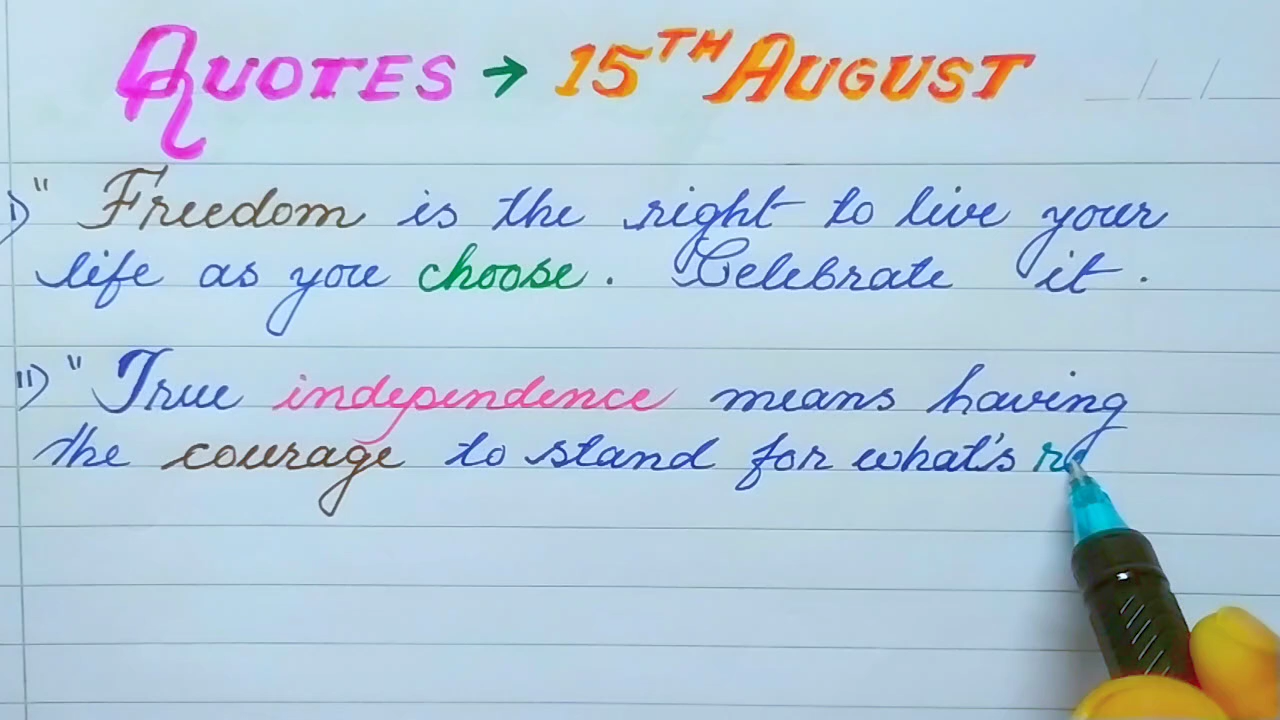 QUOTES → 15TH AUGUST
I) " Freedom is the right to live your
life as you choose. Celebrate it.
II) " True independence means having
the courage to stand for what's